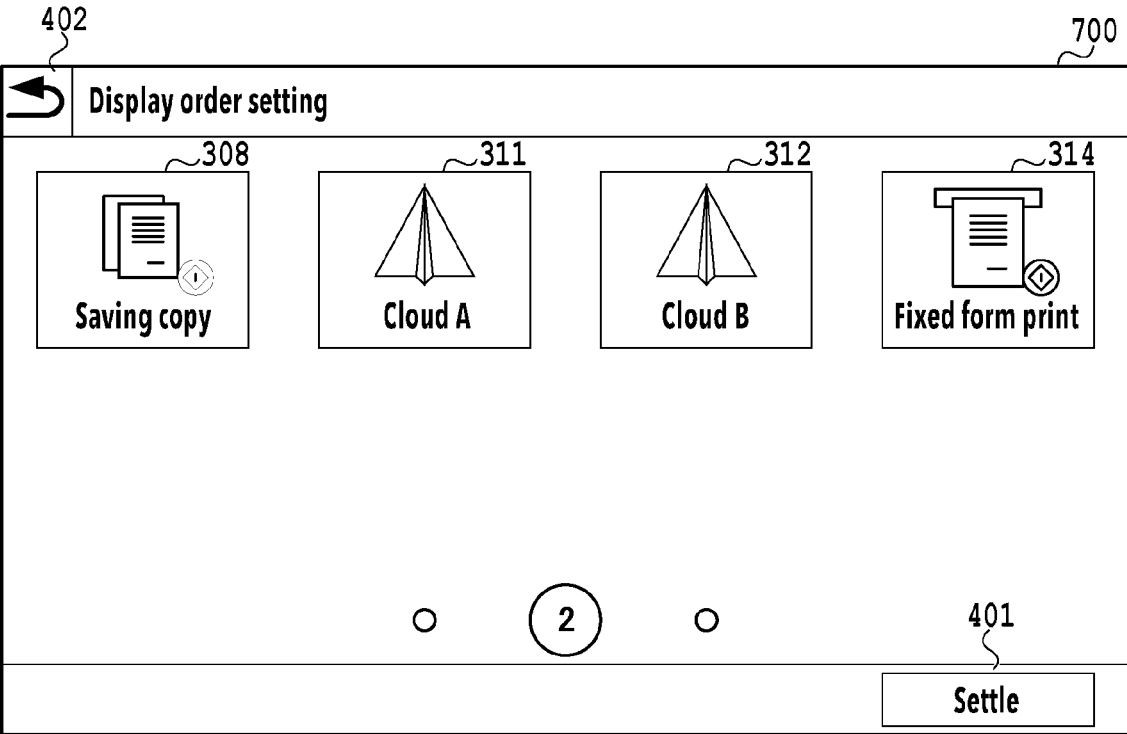 402
700
Display order setting
308
311
312
314
Saving copy
Cloud A
Cloud B
Fixed form print
2
401
Settle